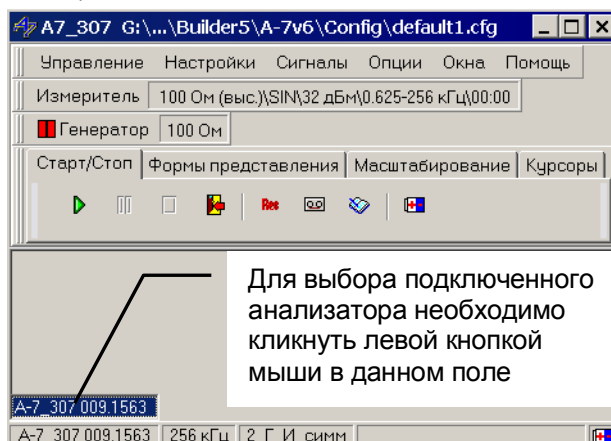 A7_307 G:\...\Builder5\A-7v6\Config\default1.cfg
Управление Настройки Сигналы Опции Окна Помощь
Измеритель 100 Ом (выс.)\SIN\32 дБм\0.625-256 кГц\00:00
Генератор 100 Ом
Старт/Стоп Формы представления Масштабирование Курсоры
Rec
Для выбора подключенного
анализатора необходимо
кликнуть левой кнопкой
мыши в данном поле
A-7_307 009.1563
A-7_307 009.1563 256 кГц 2_Г_И_симм